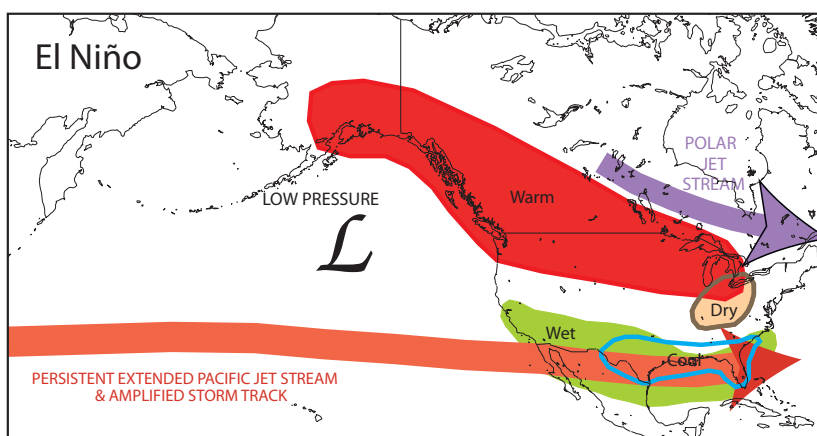 El Niño
POLAR
JET
STREAM
LOW PRESSURE
Warm
L
Dry
Wet
Cool
PERSISTENT EXTENDED PACIFIC JET STREAM
& AMPLIFIED STORM TRACK